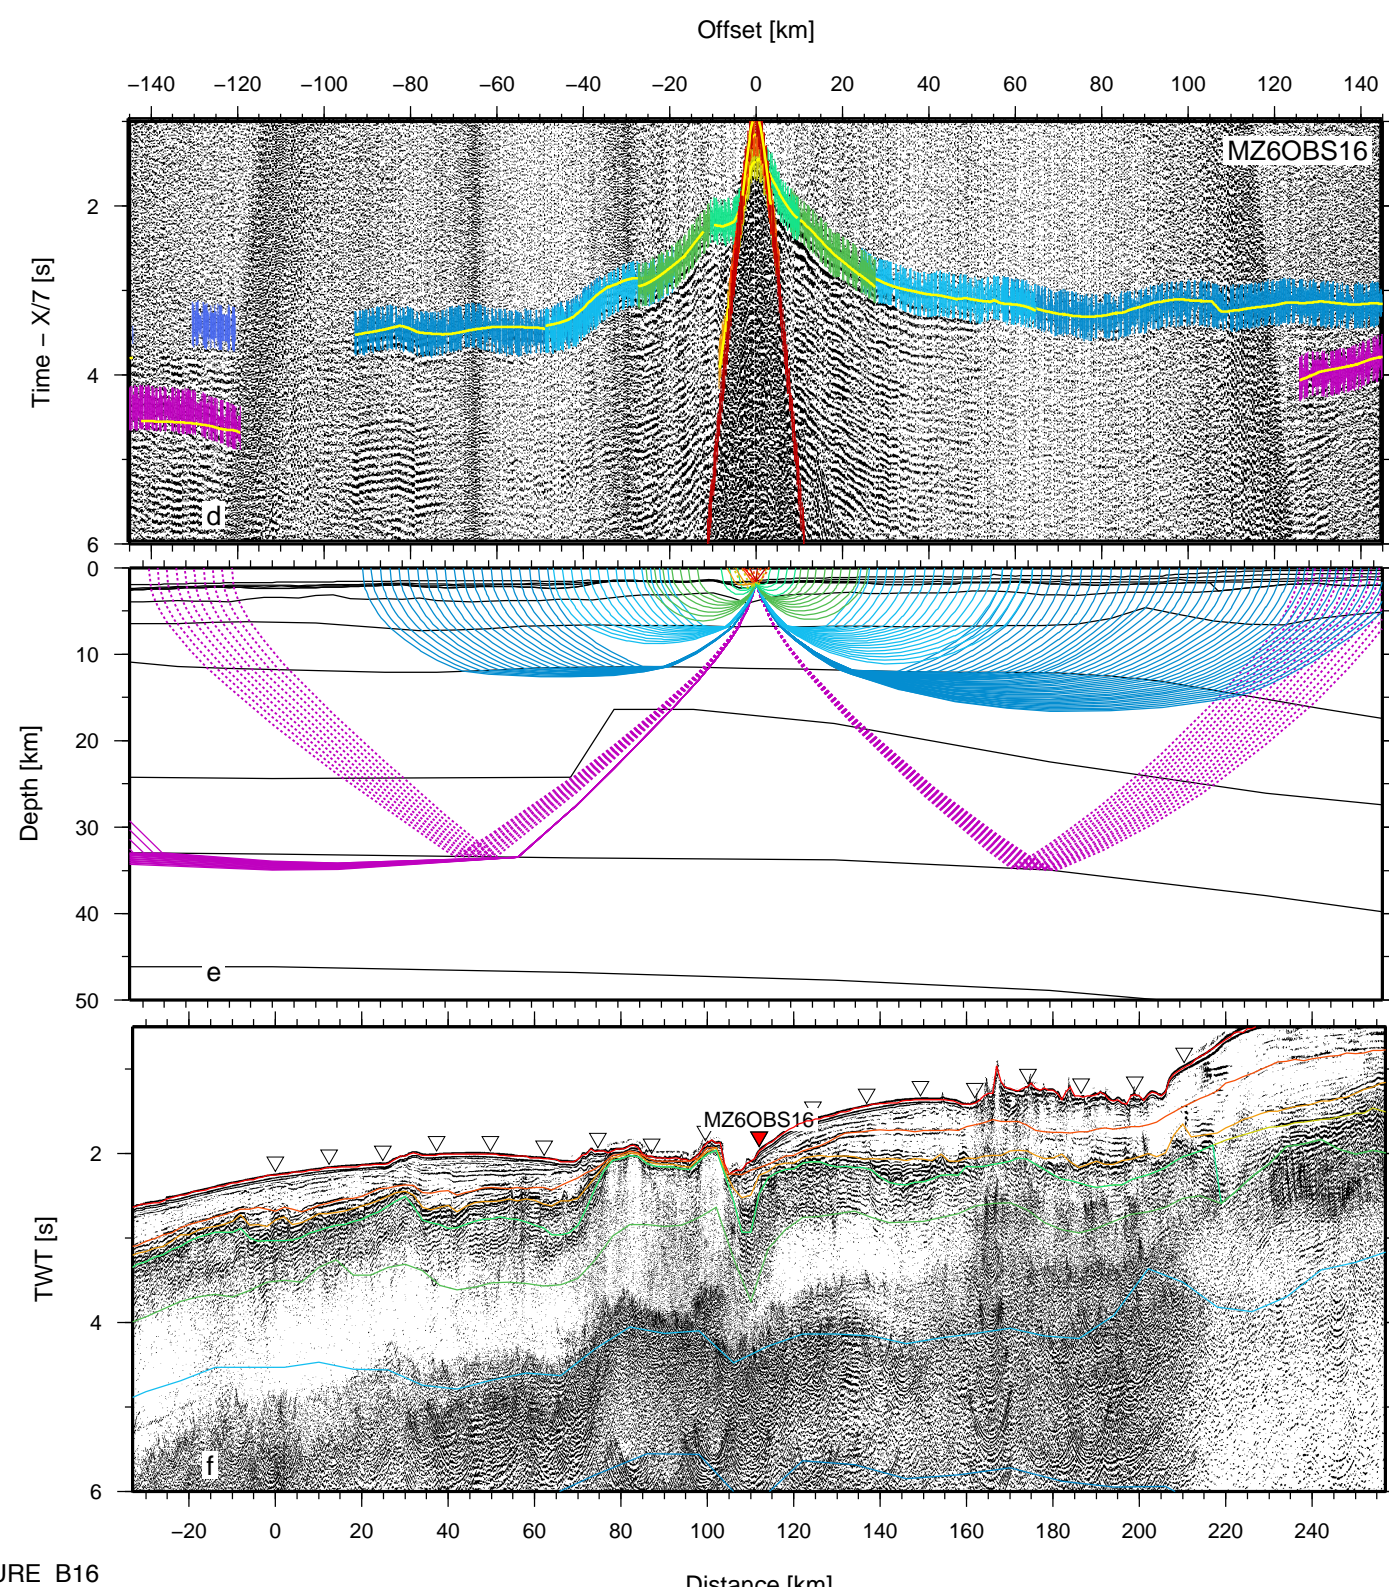 Offset [km]
−140 −120 −100 −80 −60 −40 −20 0 20 40 60 80 100 120 140
MZ6OBS16
Time − X/7 [s]
2
4
6
d
Depth [km]
0
10
20
30
40
50
e
MZ6OBS16
TWT [s]
2
4
6
f
−20 0 20 40 60 80 100 120 140 160 180 200 220 240
URE B16
Distance [km]